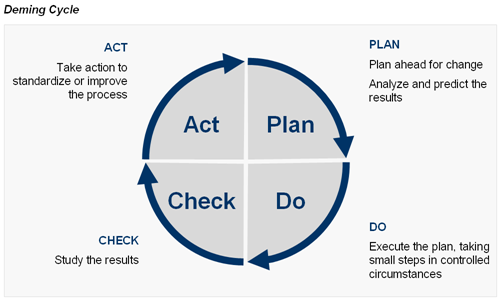 Deming Cycle
ACT
Take action to
standardize or improve
the process
PLAN
Plan ahead for change
Analyze and predict the
results
Act
Plan
Check
Do
CHECK
Study the results
DO
Execute the plan, taking
small steps in controlled
circumstances